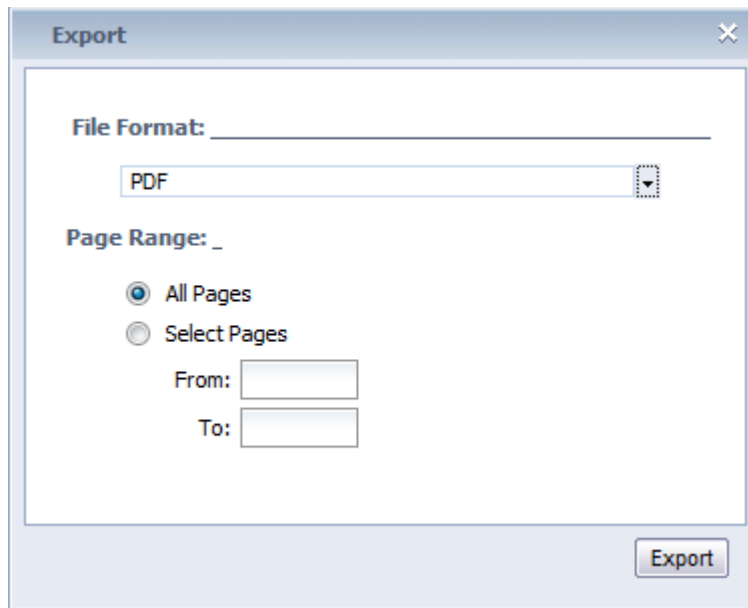 Export
File Format:
PDF
Page Range:
All Pages
Select Pages
From:
To:
Export